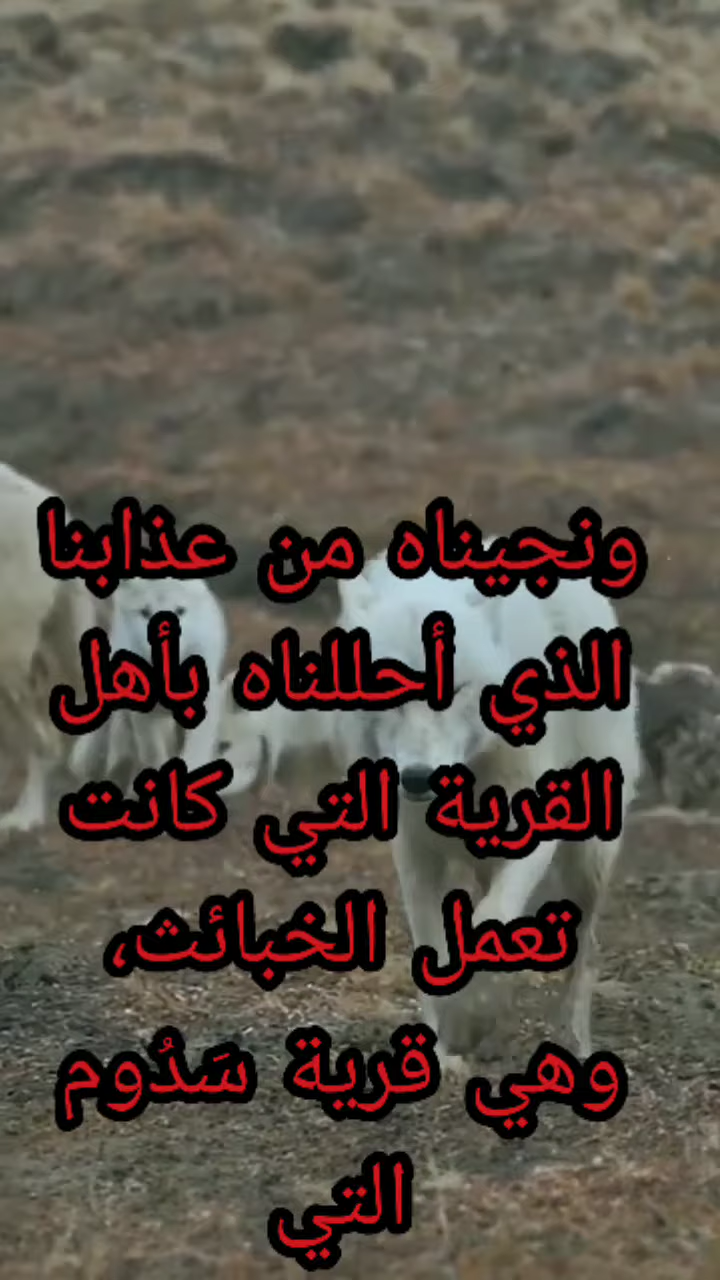 ونجيناه من عذابنا
الذي أحللناه بأهل
القرية التي كانت
تعمل الخبائث،
وهي قرية سَدُوم
التي